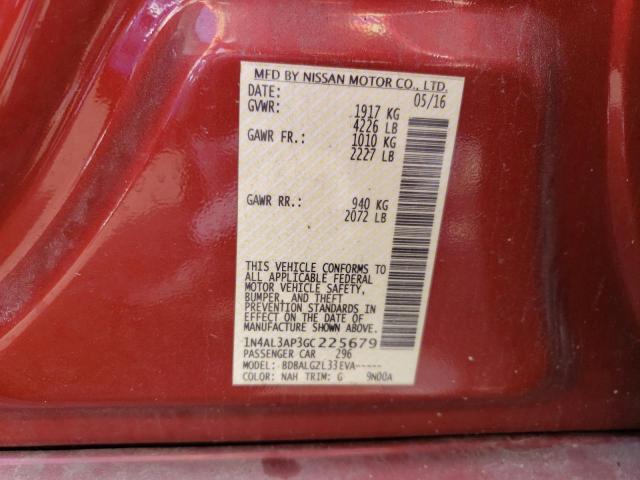 MFD BY NISSAN MOTOR CO., LTD.
DATE: 05/16
GVWR: 1917 KG
4226 LB
GAWR FR.: 1010 KG
2227 LB
GAWR RR.: 940 KG
2072 LB
THIS VEHICLE CONFORMS TO
ALL APPLICABLE FEDERAL
MOTOR VEHICLE SAFETY,
BUMPER, AND THEFT
PREVENTION STANDARDS IN
EFFECT ON THE DATE OF
MANUFACTURE SHOWN ABOVE.
1N4AL3AP3GC225679
PASSENGER CAR 296
MODEL: BDBALGZL33EVA-----
COLOR: NAH TRIM: G 9N00A